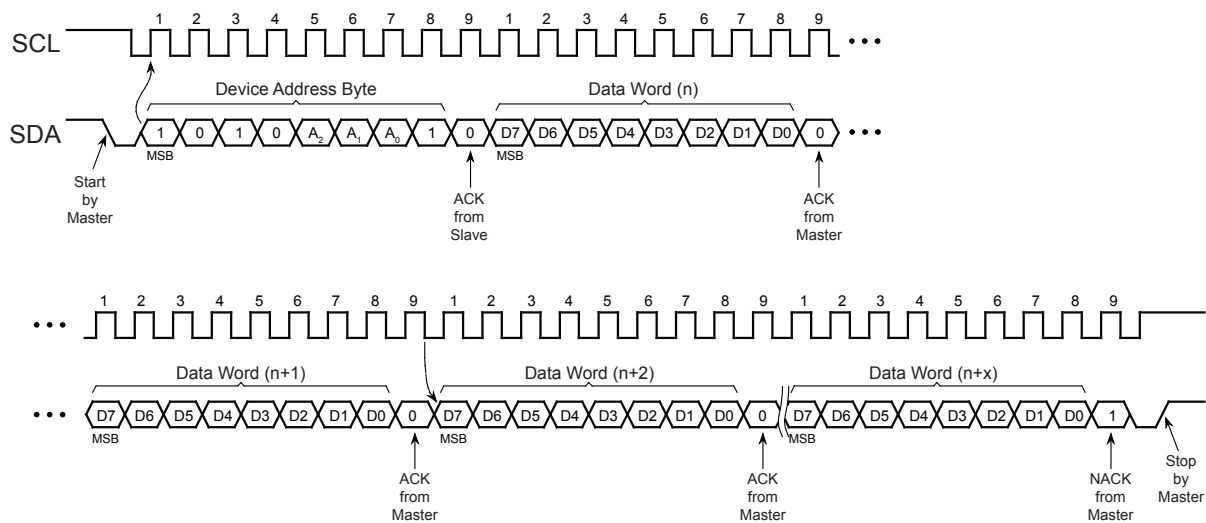 1 2 3 4 5 6 7 8 9 1 2 3 4 5 6 7 8 9
SCL
Device Address Byte Data Word (n)
SDA 1 0 1 0 A₂ A₁ A₀ 1 0 D7 D6 D5 D4 D3 D2 D1 D0 0
MSB MSB
Start
by
Master
ACK
from
Slave
ACK
from
Master
1 2 3 4 5 6 7 8 9 1 2 3 4 5 6 7 8 9 1 2 3 4 5 6 7 8 9
Data Word (n+1) Data Word (n+2) Data Word (n+x)
D7 D6 D5 D4 D3 D2 D1 D0 0 D7 D6 D5 D4 D3 D2 D1 D0 0 D7 D6 D5 D4 D3 D2 D1 D0 1
MSB MSB MSB
ACK
from
Master
ACK
from
Master
NACK
from
Master
Stop
by
Master